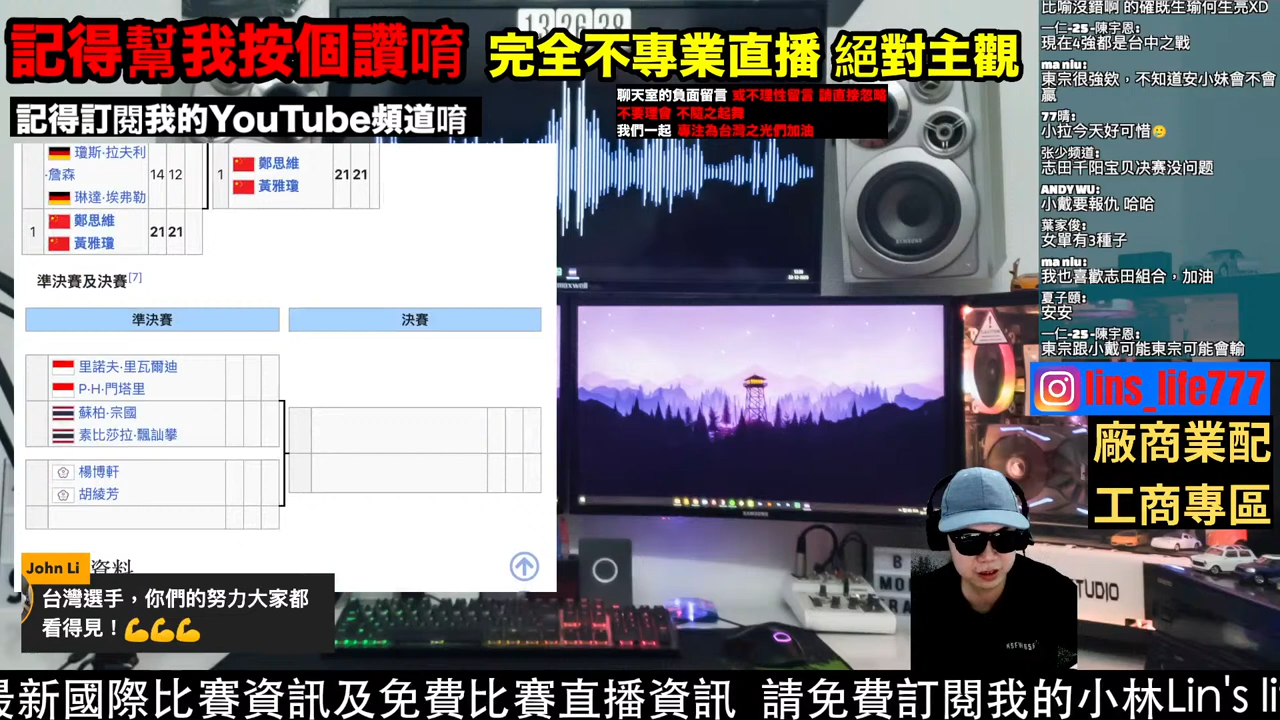 13 26 28
記得幫我按個讚唷
完全不專業直播 絕對主觀
記得訂閱我的YouTube頻道唷
聊天室的負面留言 或不理性留言 請直接忽略
不要理會 不隨之起舞
我們一起 專注為台灣之光們加油
瓊斯·拉夫利
·詹森 14 12
琳達·埃弗勒
1 鄭思維 21 21
黃雅瓊
1 鄭思維 21 21
黃雅瓊
準決賽及決賽[7]
準決賽 決賽
里諾夫·里瓦爾迪
P·H·門塔里
蘇柏·宗國
素比莎拉·飄訕攀
楊博軒
胡綾芳
資料
John Li
台灣選手，你們的努力大家都
看得見！💪💪💪
比喻沒錯啊 的確既生瑜何生亮XD
一仁-25-陳宇恩:
現在4強都是台中之戰
ma niu:
東宗很強欸，不知道安小妹會不會
贏
77晴:
小拉今天好可惜🥲
张少频道:
志田千阳宝贝决赛没问题
ANDY WU:
小戴要報仇 哈哈
葉家俊:
女單有3種子
ma niu:
我也喜歡志田組合，加油
夏子頤:
安安
一仁-25-陳宇恩:
東宗跟小戴可能東宗可能會輸
lins_life777
廠商業配
工商專區
maxwell
SAMSUNG
SAMSUNG
STUDIO
最新國際比賽資訊及免費比賽直播資訊 請免費訂閱我的小林Lin's li